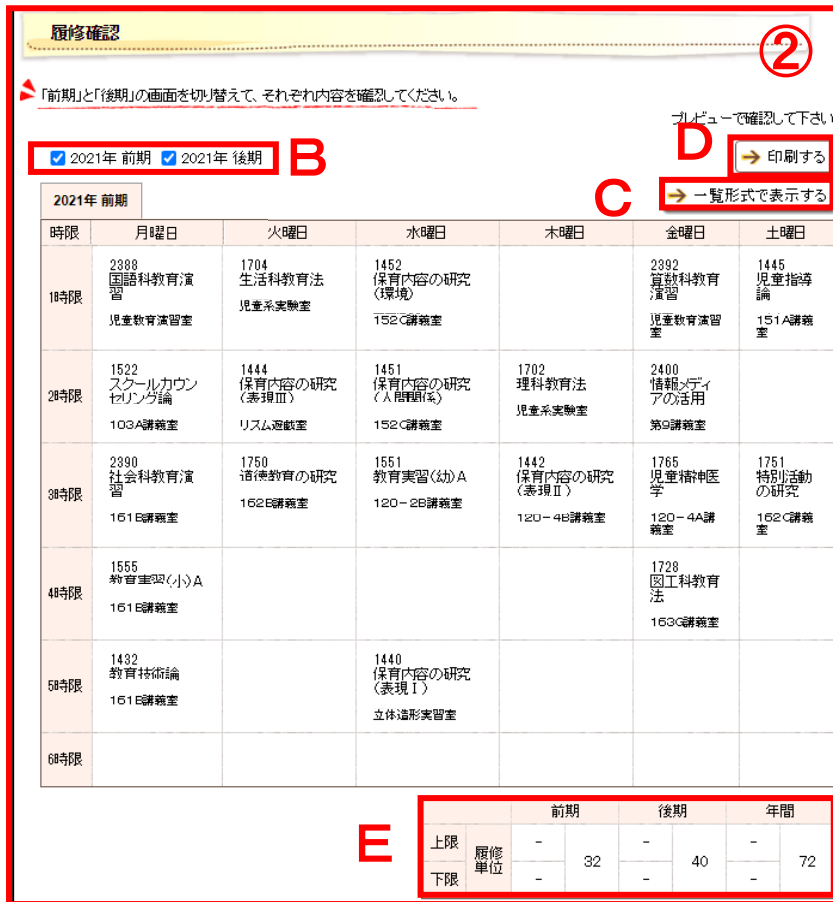 履修確認
②
「前期」と「後期」の画面を切り替えて、それぞれ内容を確認してください。
プレビューで確認して下さい
D
印刷する
2021年 前期 2021年 後期
B
C
一覧形式で表示する
2021年 前期
時限 月曜日 火曜日 水曜日 木曜日 金曜日 土曜日
1時限
2388
国語科教育演
習
児童教育演習室
1704
生活科教育法
児童系実験室
1452
保育内容の研究
(環境)
152C講義室
2392
算数科教育
演習
児童教育演習
室
1445
児童指導
論
151A講義
室
2時限
1522
スクールカウン
セリング論
103A講義室
1444
保育内容の研究
(表現Ⅲ)
リズム遊戯室
1451
保育内容の研究
(人間関係)
152C講義室
1702
理科教育法
児童系実験室
2400
情報メディ
アの活用
第9講義室
3時限
2390
社会科教育演
習
161B講義室
1750
道徳教育の研究
162B講義室
1551
教育実習(幼)A
120-2B講義室
1442
保育内容の研究
(表現Ⅱ)
120-4B講義室
1765
児童精神医
学
120-4A講
義室
1751
特別活動
の研究
162C講義
室
4時限
1555
教育実習(小)A
161B講義室
1728
図工科教育
法
163C講義室
5時限
1432
教育技術論
161B講義室
1440
保育内容の研究
(表現Ⅰ)
立体造形実習室
6時限
E
前期 後期 年間
上限 履修
単位 - 32 - 40 - 72
下限 - - -